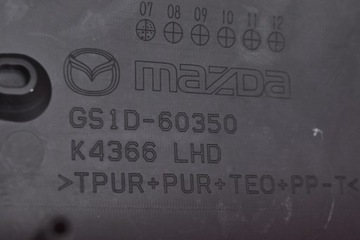 07 08 09 10 11 12
mazda
GS1D-60350
K4366 LHD
>TPUR+PUR+TEO+PP-T<